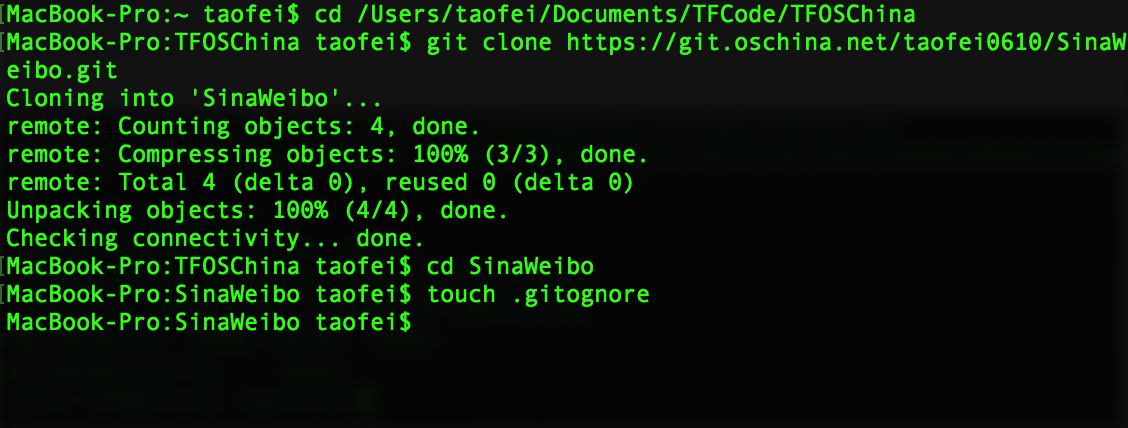 [MacBook-Pro:~ taofei$ cd /Users/taofei/Documents/TFCode/TFOSChina
[MacBook-Pro:TFOSChina taofei$ git clone https://git.oschina.net/taofei0610/SinaW
eibo.git
Cloning into 'SinaWeibo'...
remote: Counting objects: 4, done.
remote: Compressing objects: 100% (3/3), done.
remote: Total 4 (delta 0), reused 0 (delta 0)
Unpacking objects: 100% (4/4), done.
Checking connectivity... done.
[MacBook-Pro:TFOSChina taofei$ cd SinaWeibo
[MacBook-Pro:SinaWeibo taofei$ touch .gitognore
MacBook-Pro:SinaWeibo taofei$